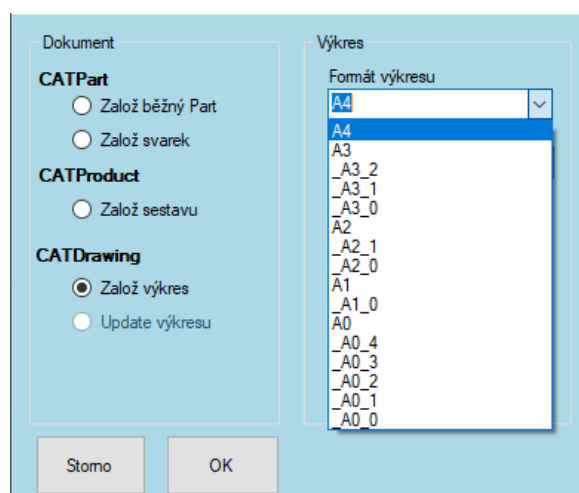 Dokument
CATPart
Založ běžný Part
Založ svarek
CATProduct
Založ sestavu
CATDrawing
Založ výkres
Update výkresu
Výkres
Formát výkresu
A4
A4
A3
_A3_2
_A3_1
_A3_0
A2
_A2_1
_A2_0
A1
_A1_0
A0
_A0_4
_A0_3
_A0_2
_A0_1
_A0_0
Storno
OK